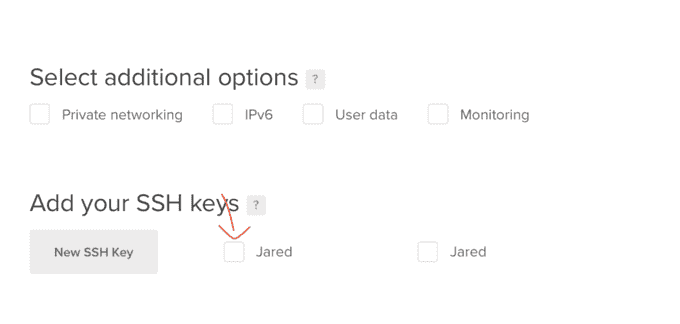 Select additional options ?
Private networking IPv6 User data Monitoring
Add your SSH keys ?
New SSH Key Jared Jared